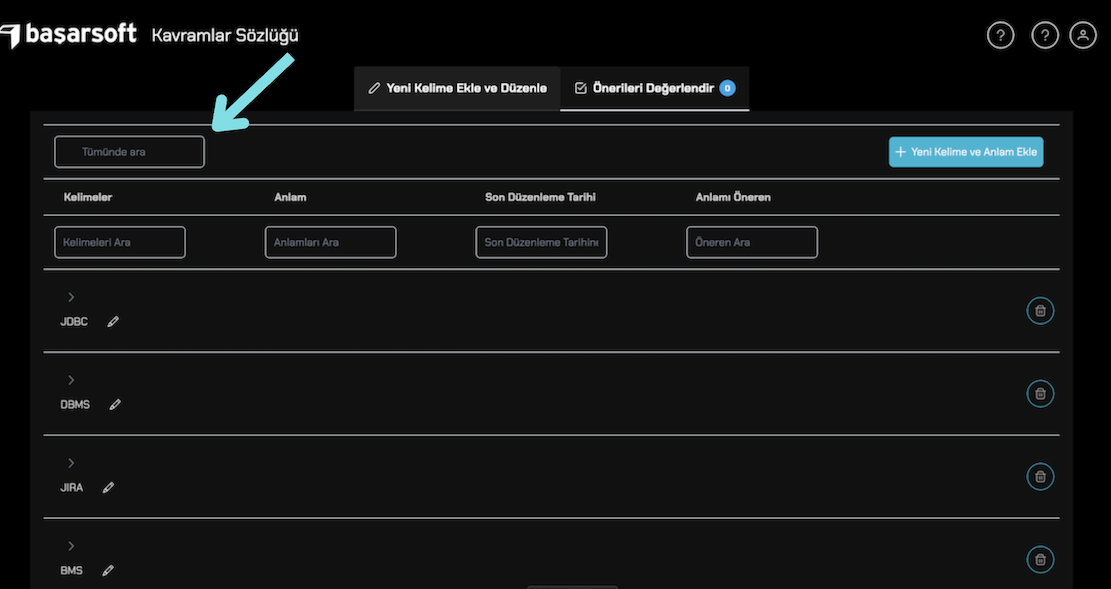 başarsoft Kavramlar Sözlüğü
? ?
Yeni Kelime Ekle ve Düzenle Önerileri Değerlendir 0
Tümünde ara + Yeni Kelime ve Anlam Ekle
Kelimeler Anlam Son Düzenleme Tarihi Anlamı Öneren
Kelimeleri Ara Anlamları Ara Son Düzenleme Tarihine Öneren Ara
JDBC
DBMS
JIRA
BMS